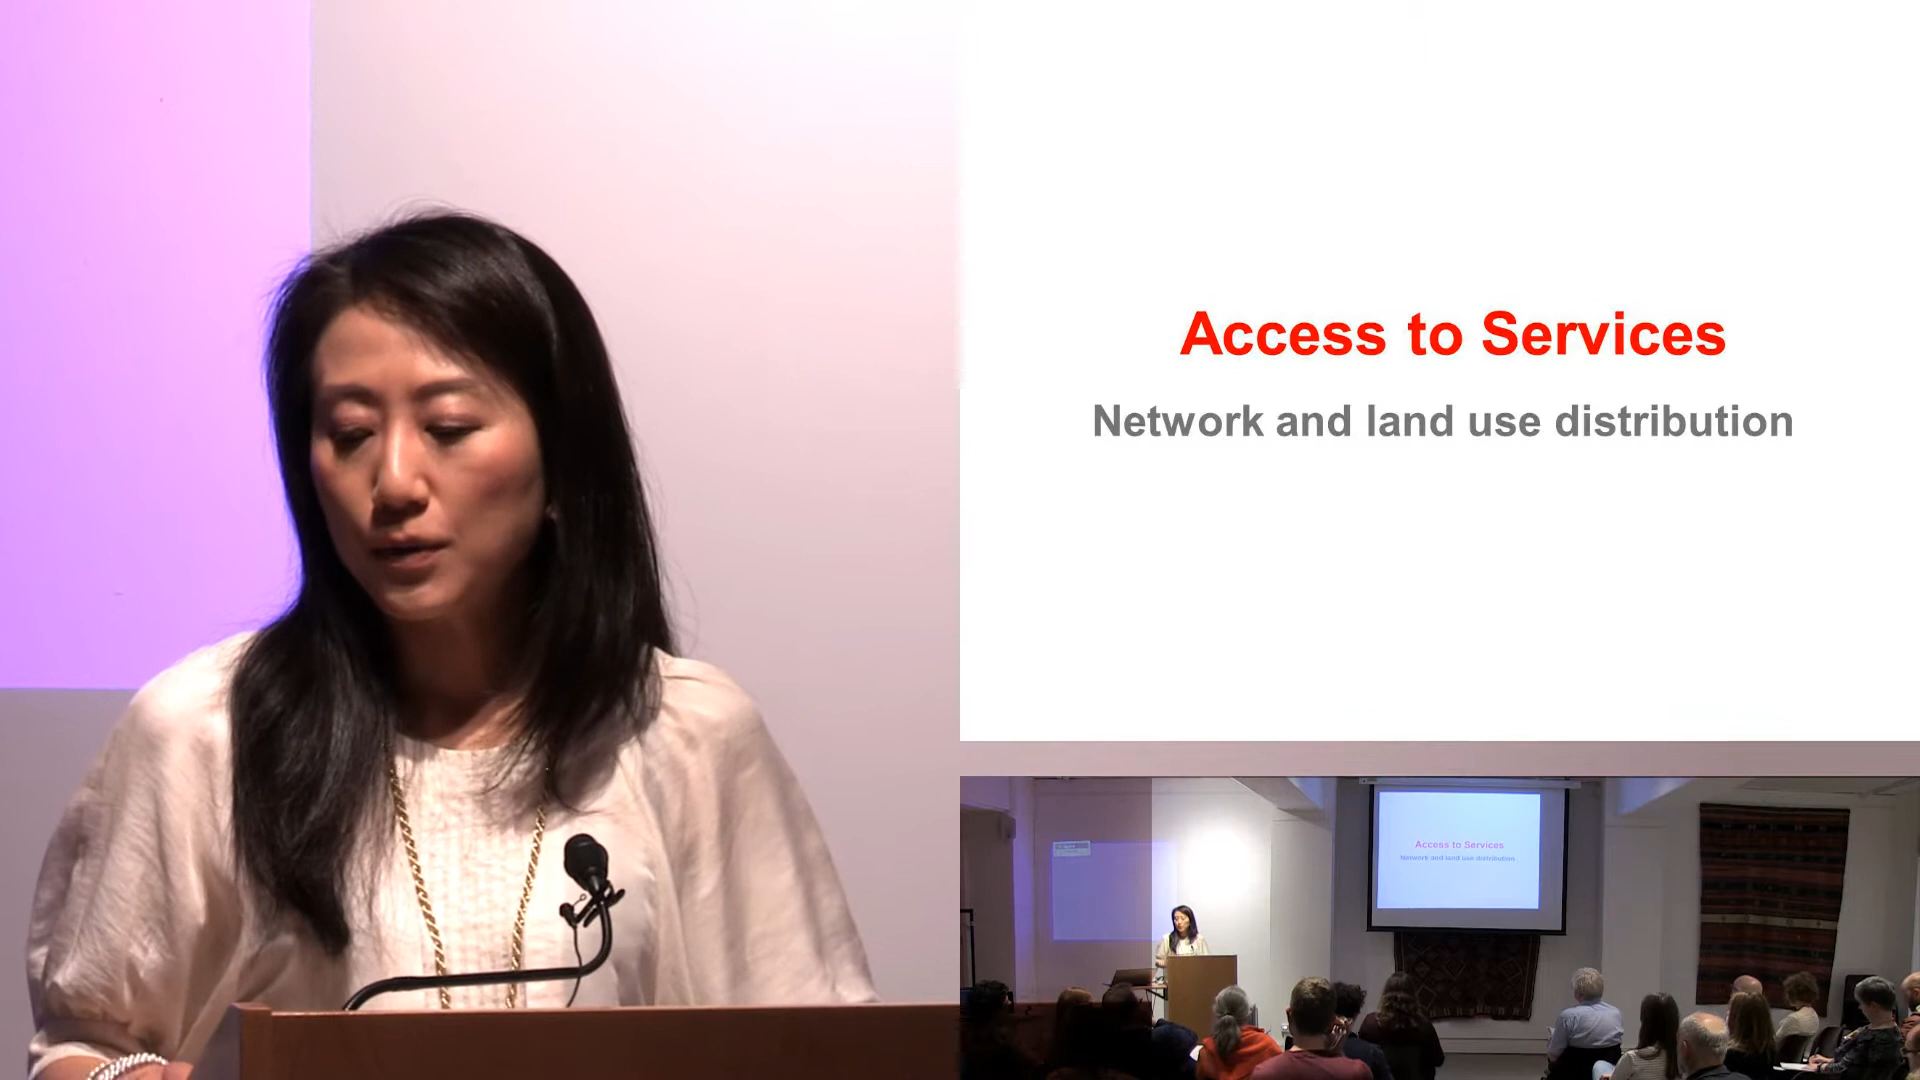 Access to Services
Network and land use distribution
Access to Services
Network and land use distribution